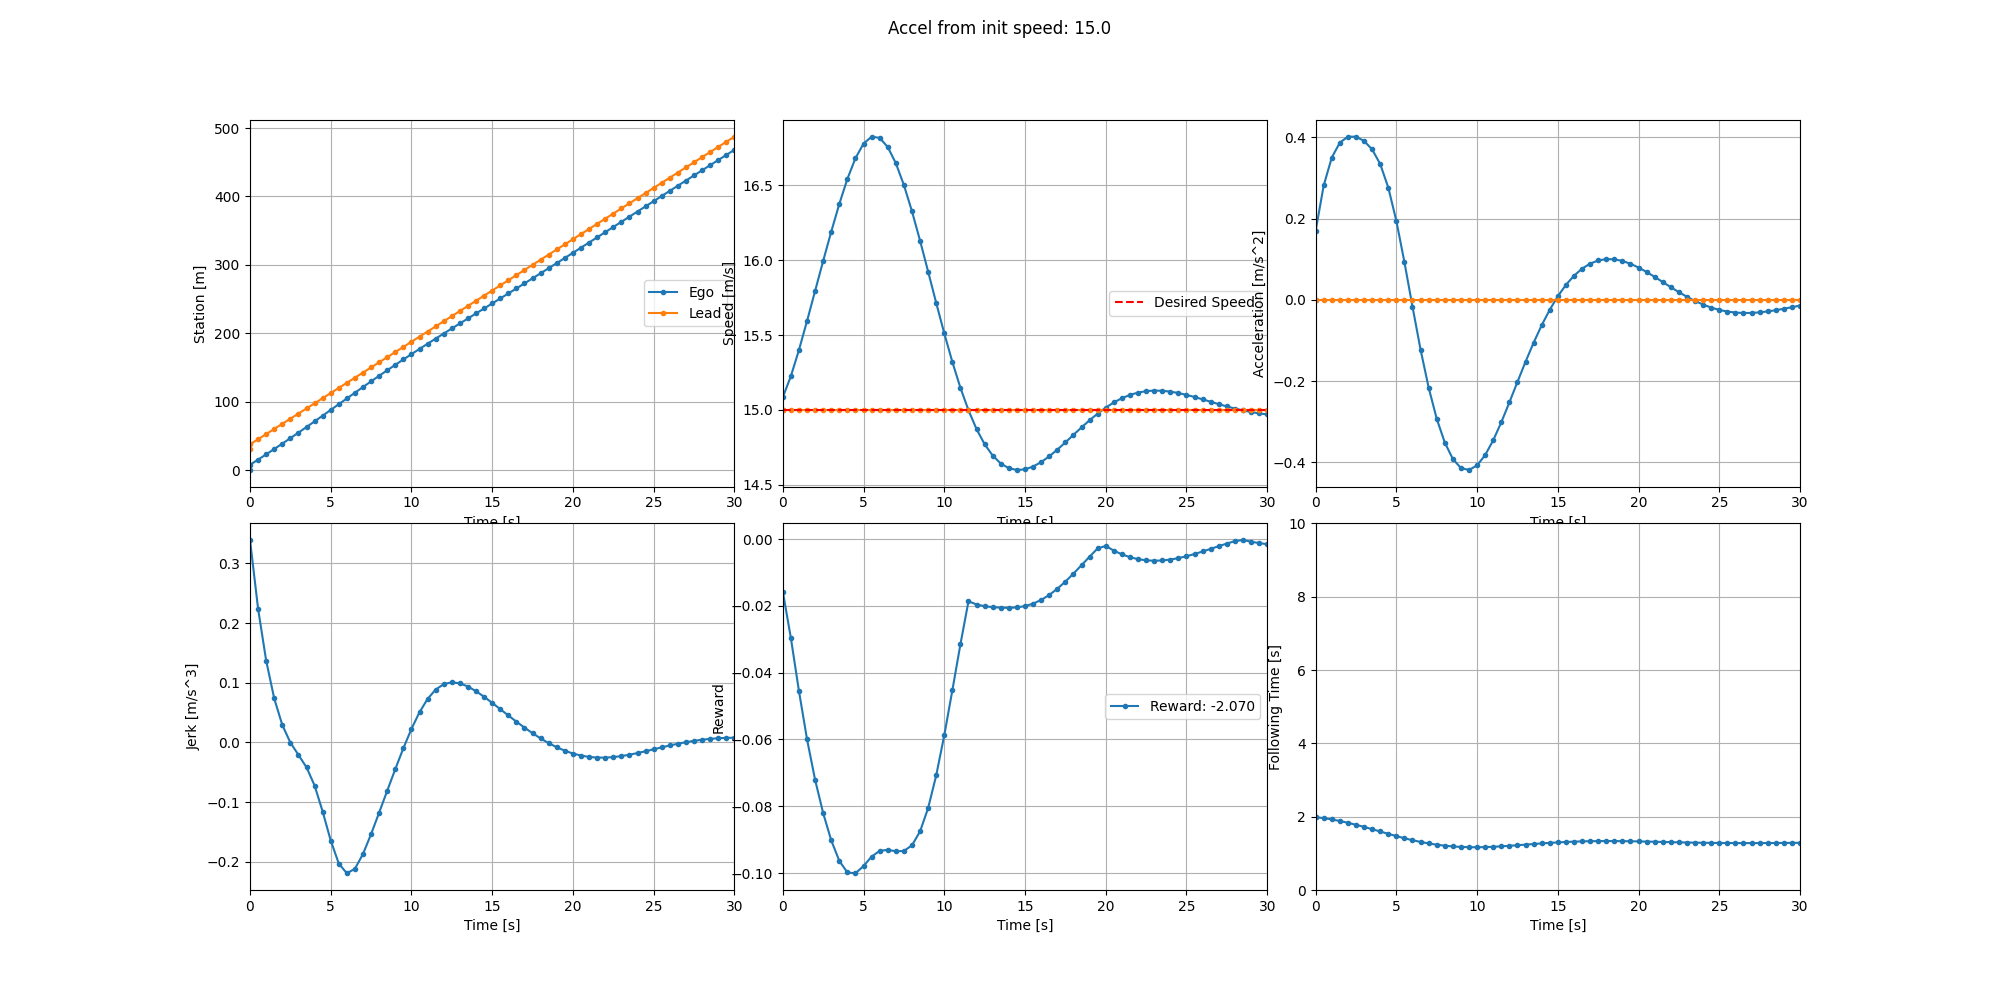 Accel from init speed: 15.0
500
400
300
200
100
0
Station [m]
Ego
Lead
0 5 10 15 20 25 30
Time [s]
16.5
16.0
15.5
15.0
14.5
Speed [m/s]
Desired Speed
0 5 10 15 20 25 30
Time [s]
0.4
0.2
0.0
−0.2
−0.4
Acceleration [m/s^2]
0 5 10 15 20 25 30
Time [s]
0.3
0.2
0.1
0.0
−0.1
−0.2
Jerk [m/s^3]
0 5 10 15 20 25 30
Time [s]
0.00
−0.02
−0.04
−0.06
−0.08
−0.10
Reward
Reward: -2.070
0 5 10 15 20 25 30
Time [s]
10
8
6
4
2
0
Following Time [s]
0 5 10 15 20 25 30
Time [s]